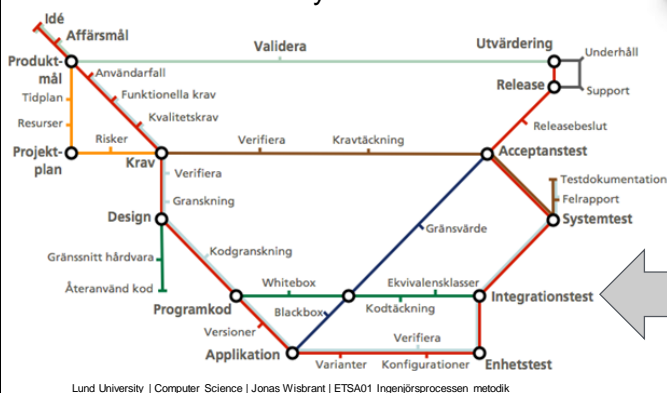 Idé
Affärsmål
Validera
Utvärdering
Underhåll
Produkt-
mål
Användarfall
Release
Support
Tidplan
Funktionella krav
Kvalitetskrav
Resurser
Releasebeslut
Risker
Verifiera
Kravtäckning
Projekt-
plan
Krav
Acceptanstest
Verifiera
Testdokumentation
Granskning
Felrapport
Design
Systemtest
Gränsvärde
Kodgranskning
Gränssnitt hårdvara
Återanvänd kod
Whitebox
Ekvivalensklasser
Integrationstest
Programkod
Blackbox
Kodtäckning
Versioner
Verifiera
Applikation
Varianter
Konfigurationer
Enhetstest
Lund University | Computer Science | Jonas Wisbrant | ETSA01 Ingenjörsprocessen metodik